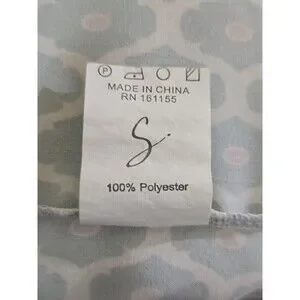 P
MADE IN CHINA
RN 161155
S.
100% Polyester